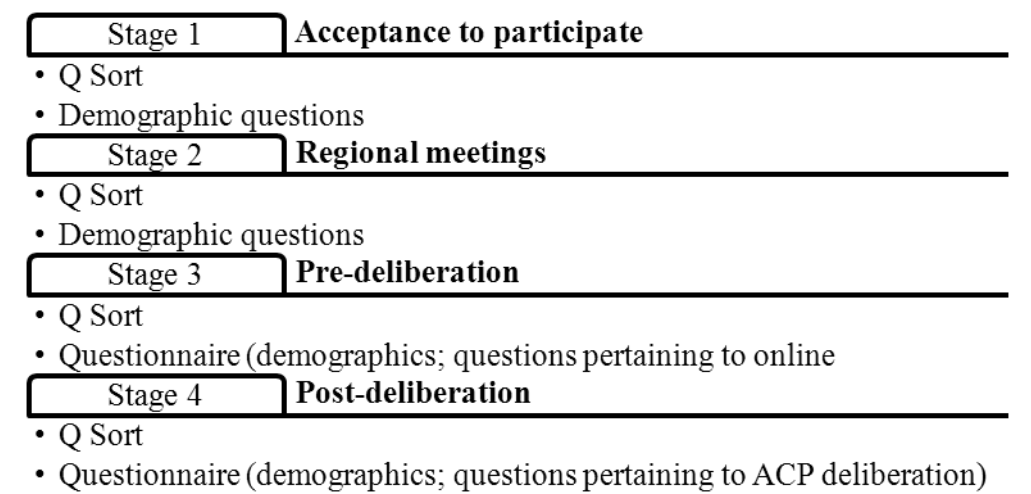 Stage 1 Acceptance to participate
• Q Sort
• Demographic questions
Stage 2 Regional meetings
• Q Sort
• Demographic questions
Stage 3 Pre-deliberation
• Q Sort
• Questionnaire (demographics; questions pertaining to online
Stage 4 Post-deliberation
• Q Sort
• Questionnaire (demographics; questions pertaining to ACP deliberation)